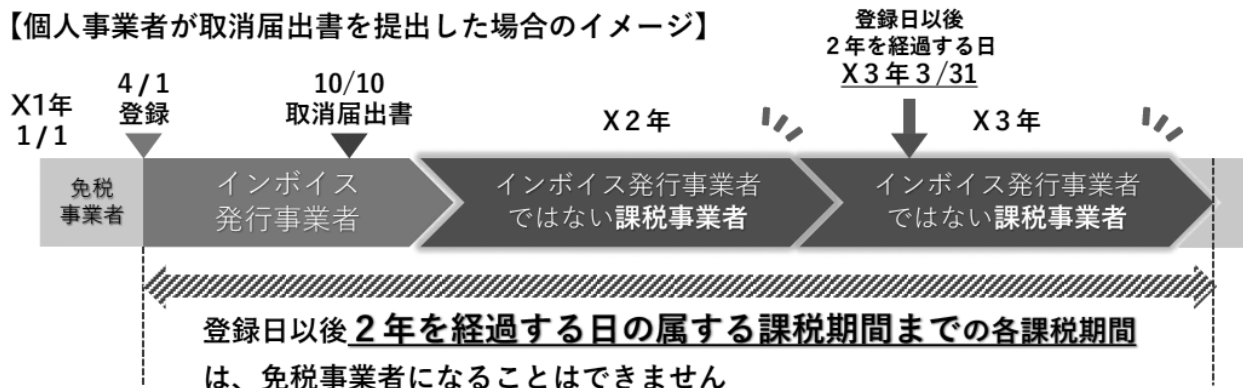 【個人事業者が取消届出書を提出した場合のイメージ】
登録日以後
２年を経過する日
X３年３/31
X1年
1/1
4/1
登録
10/10
取消届出書
X２年
X３年
免税
事業者
インボイス
発行事業者
インボイス発行事業者
ではない課税事業者
インボイス発行事業者
ではない課税事業者
登録日以後２年を経過する日の属する課税期間までの各課税期間
は、免税事業者になることはできません